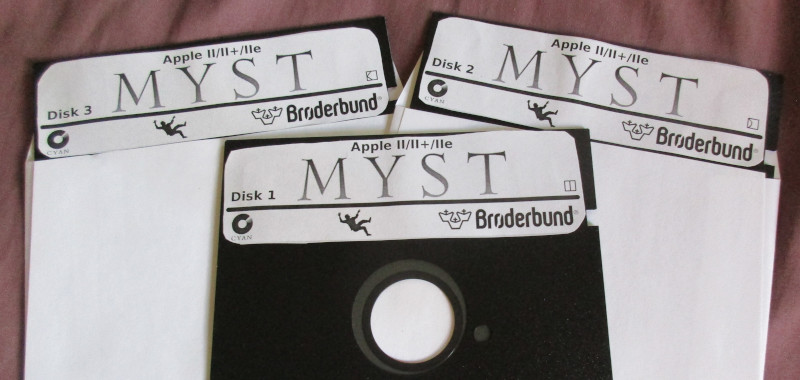 Apple II/II+/IIe
MYST
Disk 3
CYAN
Brøderbund
Apple II/II+/IIe
MYST
Disk 2
CYAN
Brøderbund
Apple II/II+/IIe
MYST
Disk 1
CYAN
Brøderbund